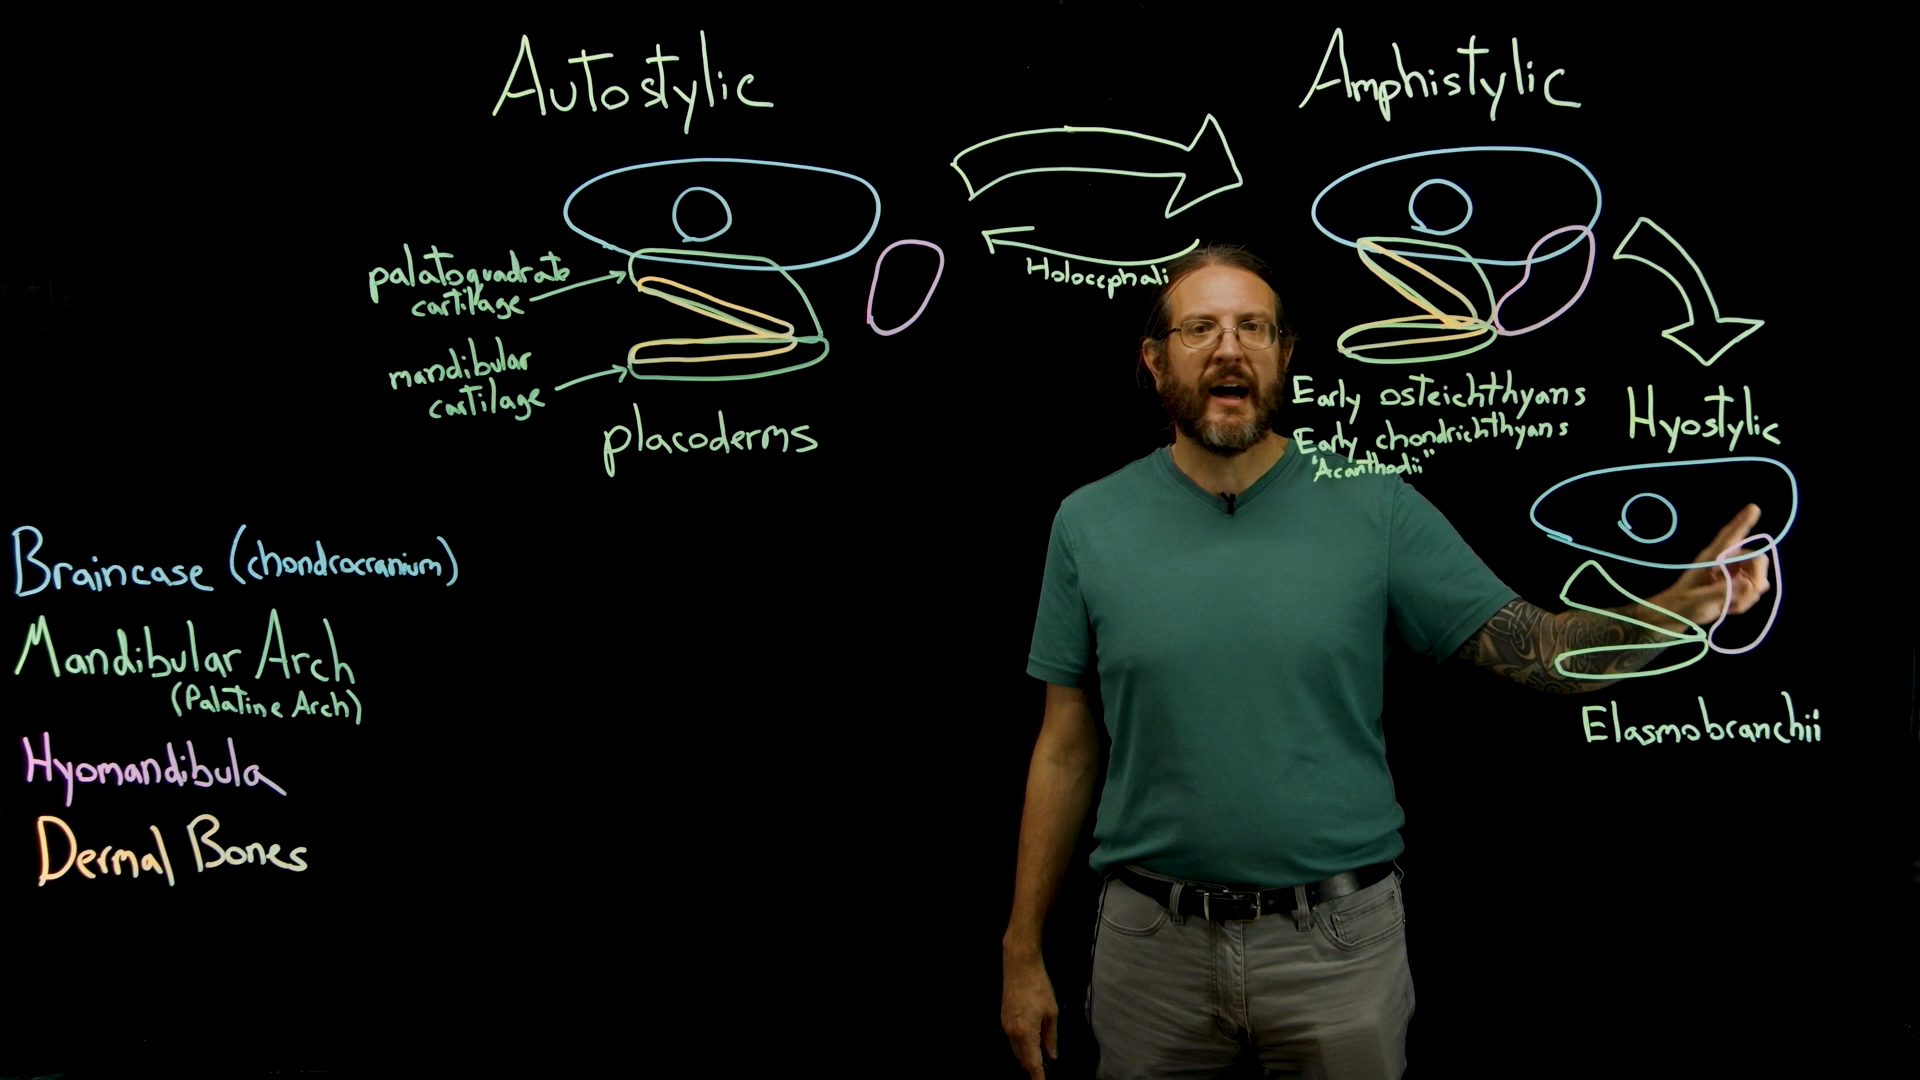 Autostylic
Amphistylic
palatoquadrate
cartilage
mandibular
cartilage
placoderms
Holocephali
Early osteichthyans
Early chondrichthyans
"Acanthodii"
Hyostylic
Elasmobranchii
Braincase (chondrocranium)
Mandibular Arch
(Palatine Arch)
Hyomandibula
Dermal Bones